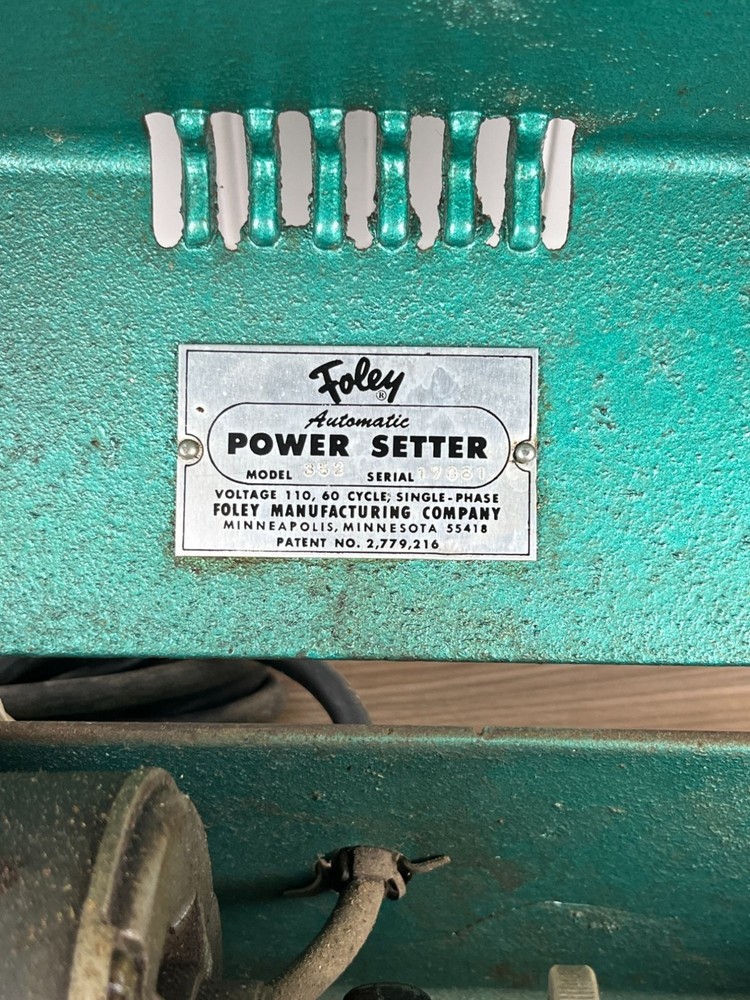 Foley®
Automatic
POWER SETTER
MODEL 352 SERIAL
VOLTAGE 110, 60 CYCLE, SINGLE-PHASE
FOLEY MANUFACTURING COMPANY
MINNEAPOLIS, MINNESOTA 55418
PATENT NO. 2,779,216